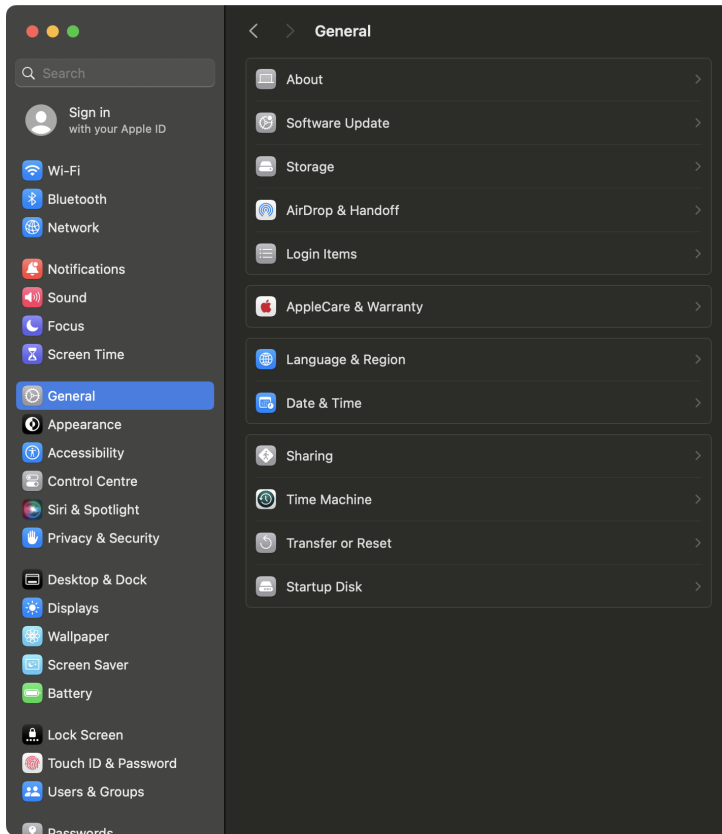 General
Search
Sign in
with your Apple ID
Wi-Fi
Bluetooth
Network
Notifications
Sound
Focus
Screen Time
General
Appearance
Accessibility
Control Centre
Siri & Spotlight
Privacy & Security
Desktop & Dock
Displays
Wallpaper
Screen Saver
Battery
Lock Screen
Touch ID & Password
Users & Groups
Passwords
About
Software Update
Storage
AirDrop & Handoff
Login Items
AppleCare & Warranty
Language & Region
Date & Time
Sharing
Time Machine
Transfer or Reset
Startup Disk